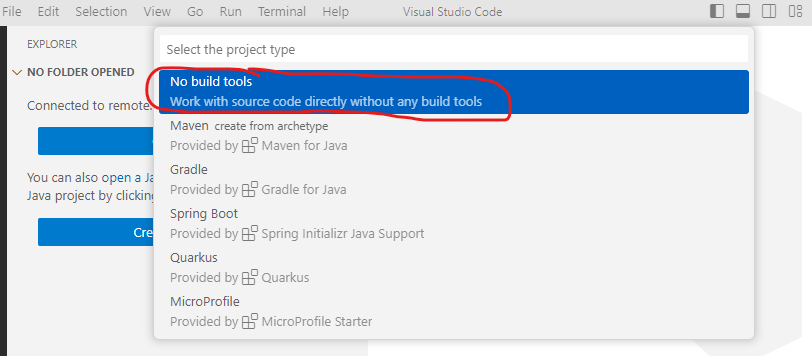 File Edit Selection View Go Run Terminal Help Visual Studio Code
EXPLORER
NO FOLDER OPENED
Connected to remote.
You can also open a Ja
Java project by clicking
Cre
Select the project type
No build tools
Work with source code directly without any build tools
Maven create from archetype
Provided by Maven for Java
Gradle
Provided by Gradle for Java
Spring Boot
Provided by Spring Initializr Java Support
Quarkus
Provided by Quarkus
MicroProfile
Provided by MicroProfile Starter